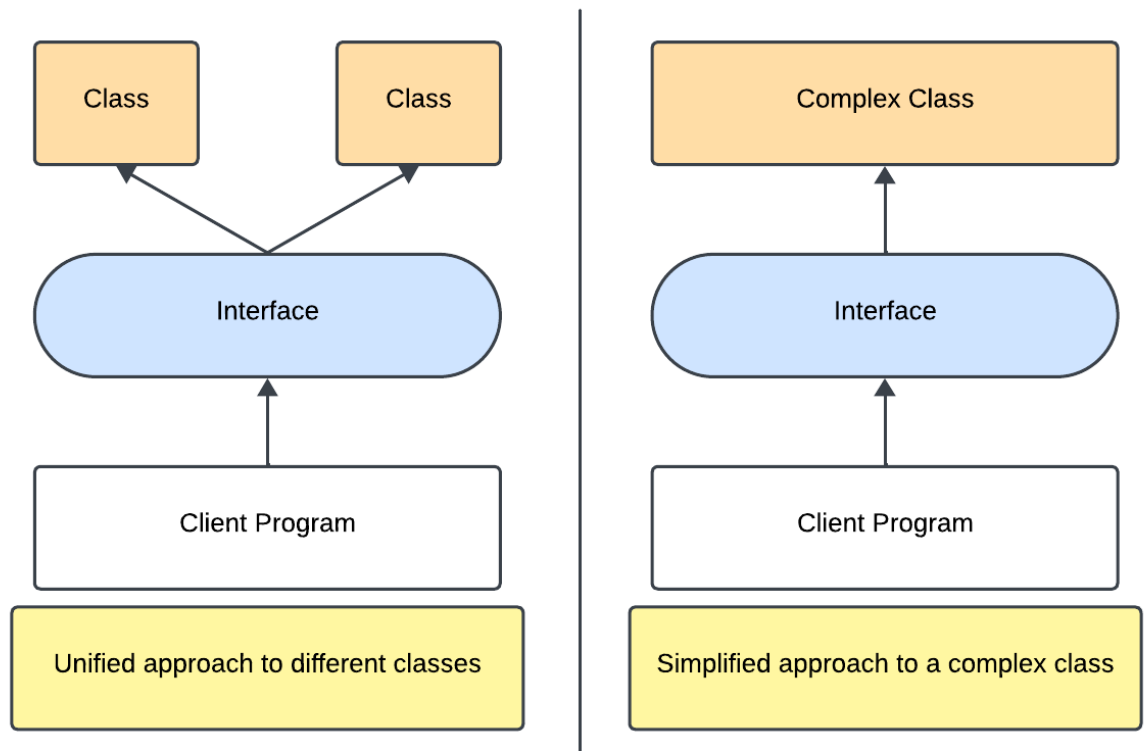 Class
Class
Interface
Client Program
Unified approach to different classes
Complex Class
Interface
Client Program
Simplified approach to a complex class